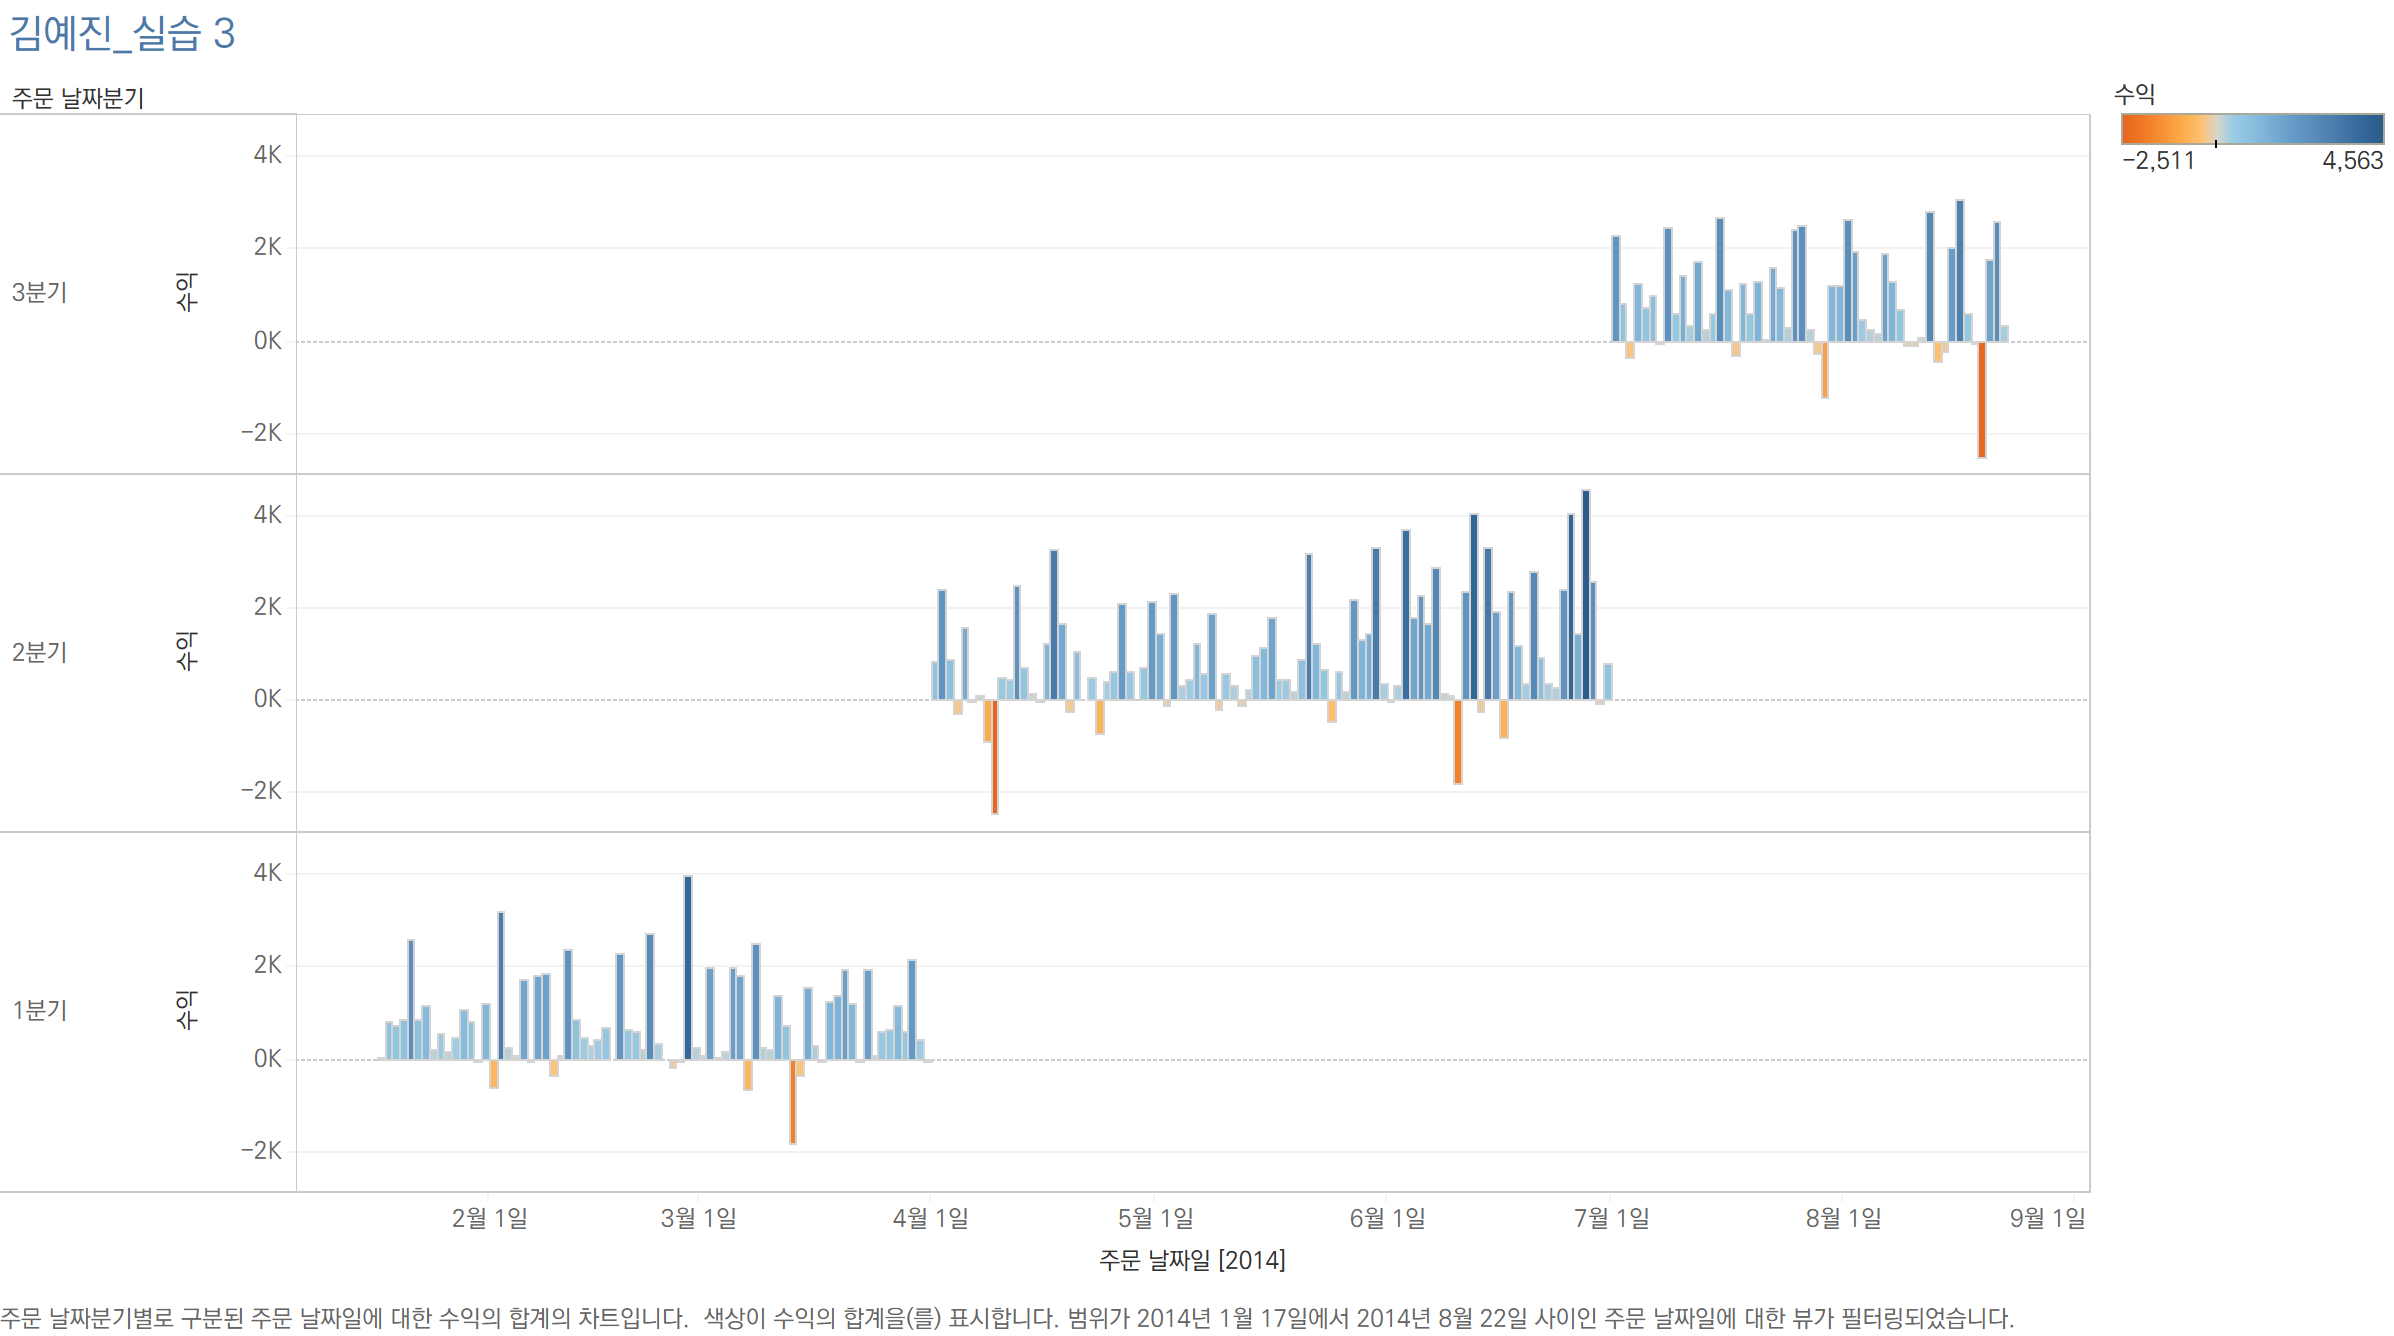 김예진_실습 3
주문 날짜분기
수익
−2,511 4,563
3분기
수익
4K
2K
0K
−2K
2분기
수익
4K
2K
0K
−2K
1분기
수익
4K
2K
0K
−2K
2월 1일 3월 1일 4월 1일 5월 1일 6월 1일 7월 1일 8월 1일 9월 1일
주문 날짜일 [2014]
주문 날짜분기별로 구분된 주문 날짜일에 대한 수익의 합계의 차트입니다.  색상이 수익의 합계을(를) 표시합니다. 범위가 2014년 1월 17일에서 2014년 8월 22일 사이인 주문 날짜일에 대한 뷰가 필터링되었습니다.